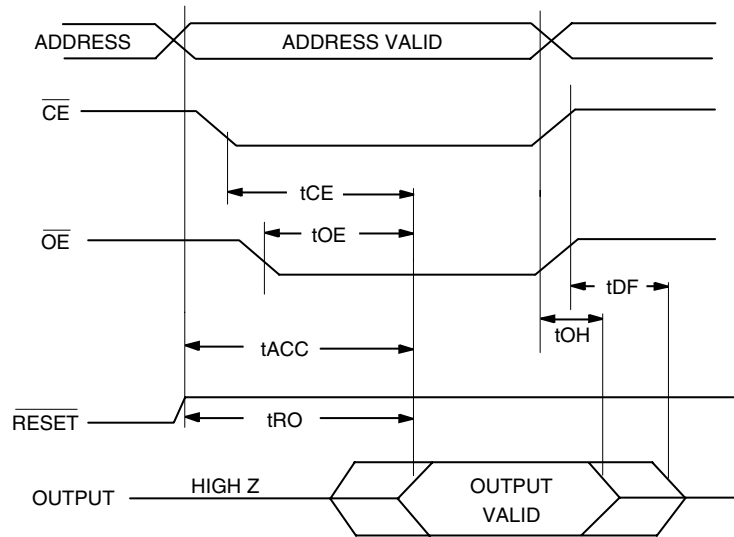 ADDRESS
ADDRESS VALID
CE
tCE
OE
tOE
tDF
tOH
tACC
RESET
tRO
OUTPUT
HIGH Z
OUTPUT
VALID